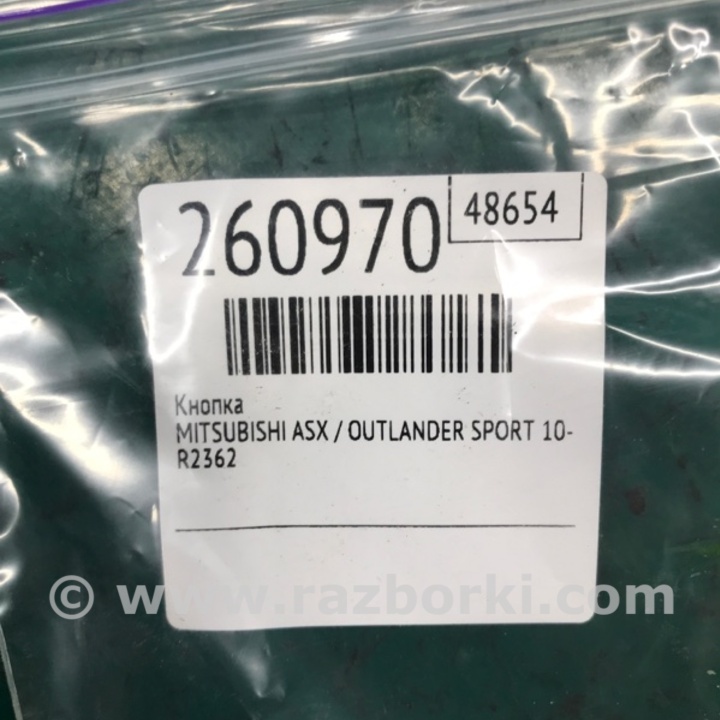 260970
48654
Кнопка
MITSUBISHI ASX / OUTLANDER SPORT 10-
R2362
© www.razborki.com